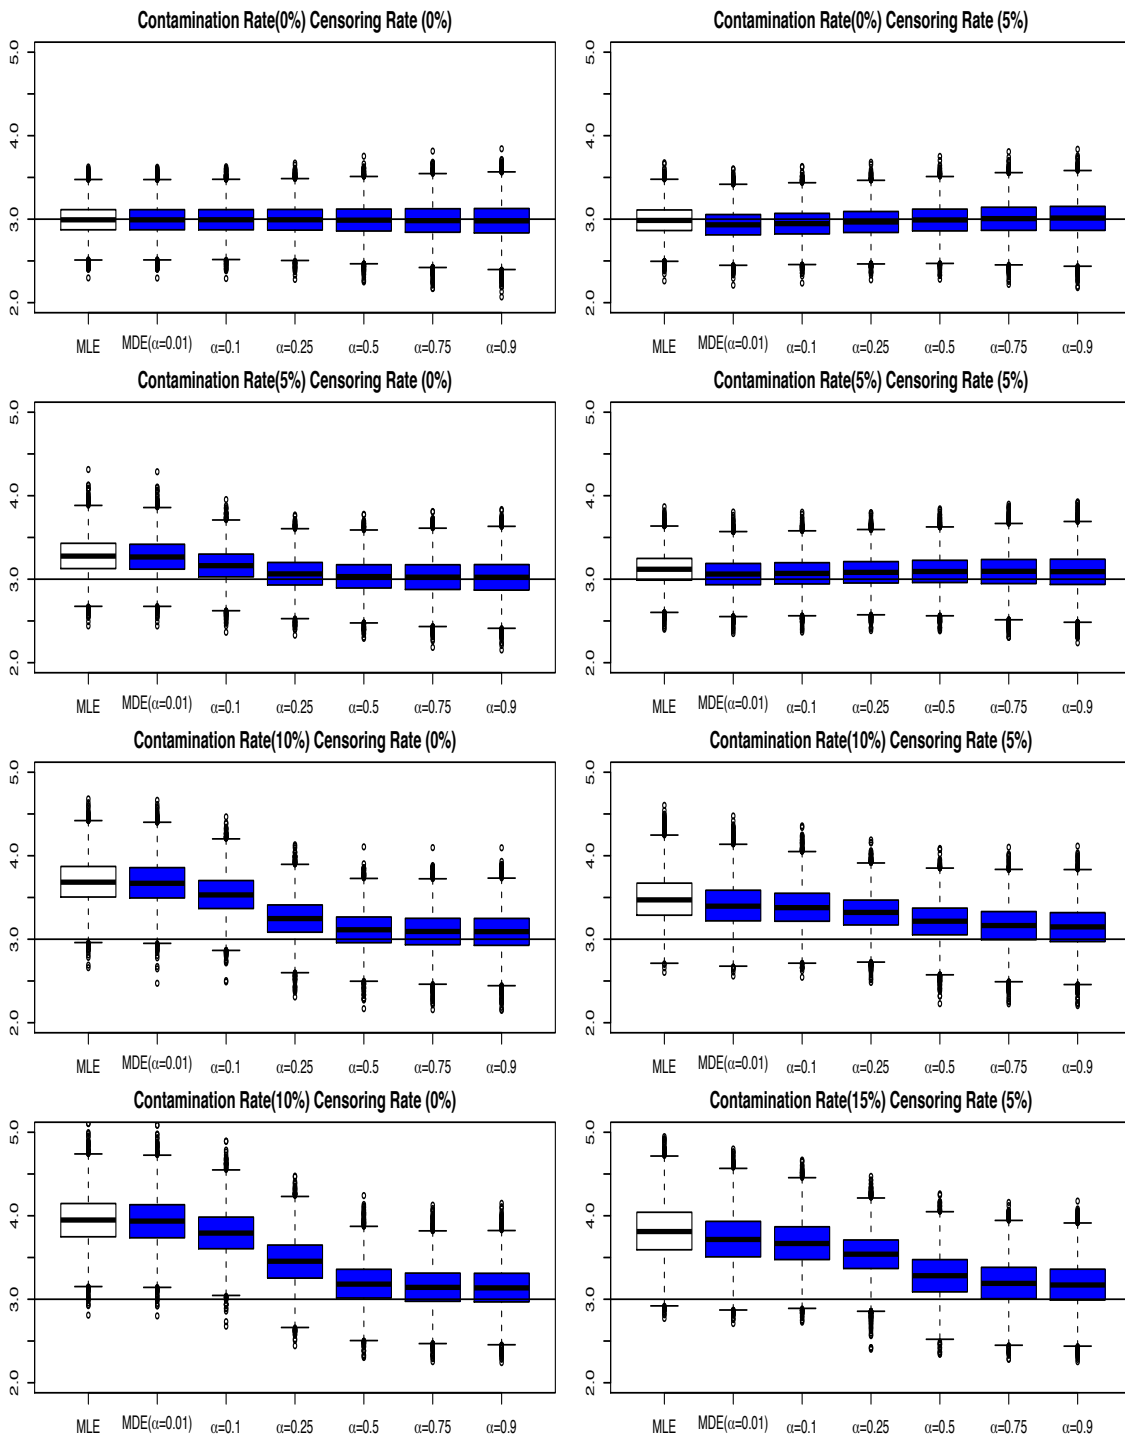 Contamination Rate(0%) Censoring Rate (0%)
5.0
4.0
3.0
2.0
MLE MDE(α=0.01) α=0.1 α=0.25 α=0.5 α=0.75 α=0.9
Contamination Rate(0%) Censoring Rate (5%)
5.0
4.0
3.0
2.0
MLE MDE(α=0.01) α=0.1 α=0.25 α=0.5 α=0.75 α=0.9
Contamination Rate(5%) Censoring Rate (0%)
5.0
4.0
3.0
2.0
MLE MDE(α=0.01) α=0.1 α=0.25 α=0.5 α=0.75 α=0.9
Contamination Rate(5%) Censoring Rate (5%)
5.0
4.0
3.0
2.0
MLE MDE(α=0.01) α=0.1 α=0.25 α=0.5 α=0.75 α=0.9
Contamination Rate(10%) Censoring Rate (0%)
5.0
4.0
3.0
2.0
MLE MDE(α=0.01) α=0.1 α=0.25 α=0.5 α=0.75 α=0.9
Contamination Rate(10%) Censoring Rate (5%)
5.0
4.0
3.0
2.0
MLE MDE(α=0.01) α=0.1 α=0.25 α=0.5 α=0.75 α=0.9
Contamination Rate(10%) Censoring Rate (0%)
5.0
4.0
3.0
2.0
MLE MDE(α=0.01) α=0.1 α=0.25 α=0.5 α=0.75 α=0.9
Contamination Rate(15%) Censoring Rate (5%)
5.0
4.0
3.0
2.0
MLE MDE(α=0.01) α=0.1 α=0.25 α=0.5 α=0.75 α=0.9